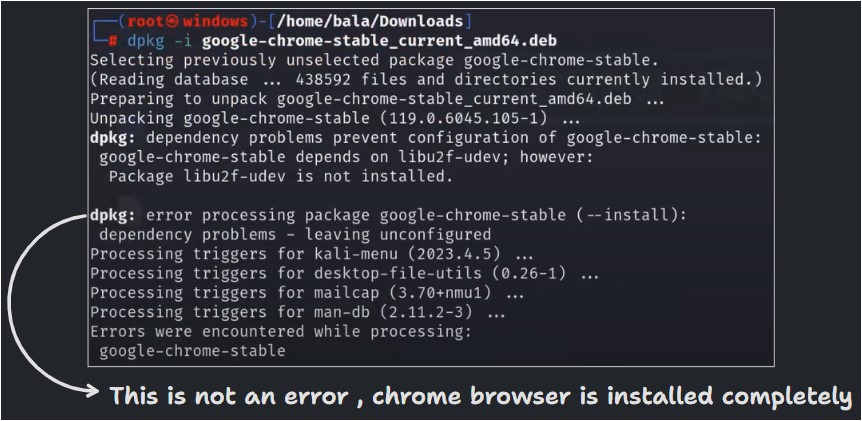 ┌──(root㉿windows)-[/home/bala/Downloads]
└─# dpkg -i google-chrome-stable_current_amd64.deb
Selecting previously unselected package google-chrome-stable.
(Reading database ... 438592 files and directories currently installed.)
Preparing to unpack google-chrome-stable_current_amd64.deb ...
Unpacking google-chrome-stable (119.0.6045.105-1) ...
dpkg: dependency problems prevent configuration of google-chrome-stable:
 google-chrome-stable depends on libu2f-udev; however:
  Package libu2f-udev is not installed.

dpkg: error processing package google-chrome-stable (--install):
 dependency problems - leaving unconfigured
Processing triggers for kali-menu (2023.4.5) ...
Processing triggers for desktop-file-utils (0.26-1) ...
Processing triggers for mailcap (3.70+nmu1) ...
Processing triggers for man-db (2.11.2-3) ...
Errors were encountered while processing:
 google-chrome-stable
This is not an error , chrome browser is installed completely